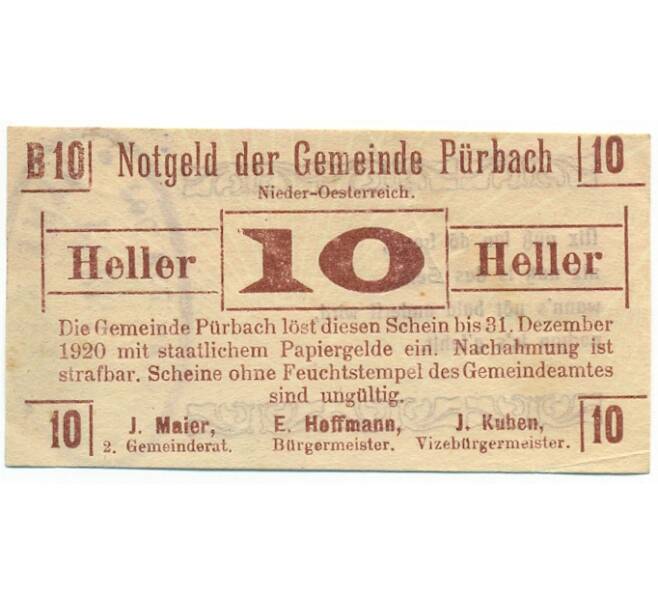 B 10 Notgeld der Gemeinde Pürbach 10
Nieder-Oesterreich.
Heller 10 Heller
Die Gemeinde Pürbach löst diesen Schein bis 31. Dezember
1920 mit staatlichem Papiergelde ein. Nachahmung ist
strafbar. Scheine ohne Feuchtstempel des Gemeindeamtes
sind ungültig.
10 J. Maier, E. Hoffmann, J. Kuben, 10
2. Gemeinderat. Bürgermeister. Vizebürgermeister.